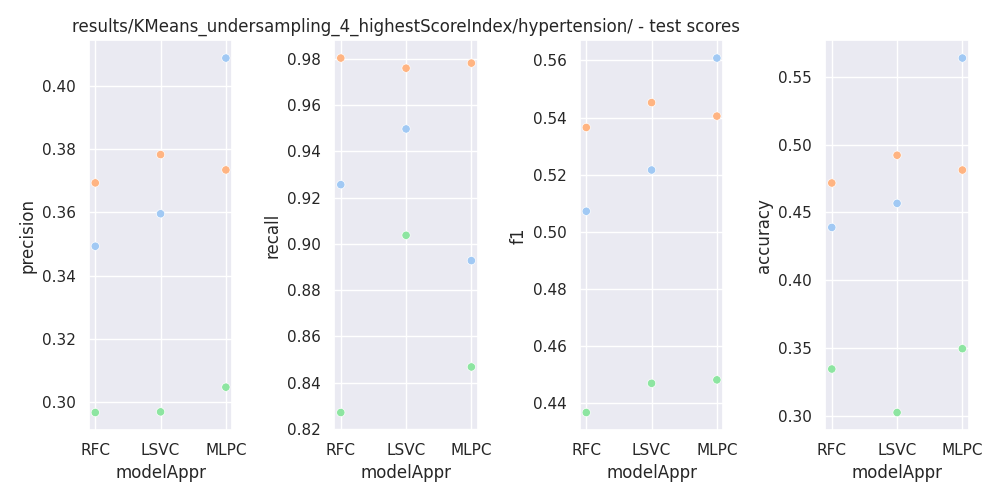 results/KMeans_undersampling_4_highestScoreIndex/hypertension/ - test scores
precision
0.40
0.38
0.36
0.34
0.32
0.30
RFC LSVC MLPC
modelAppr
recall
0.98
0.96
0.94
0.92
0.90
0.88
0.86
0.84
0.82
RFC LSVC MLPC
modelAppr
f1
0.56
0.54
0.52
0.50
0.48
0.46
0.44
RFC LSVC MLPC
modelAppr
accuracy
0.55
0.50
0.45
0.40
0.35
0.30
RFC LSVC MLPC
modelAppr